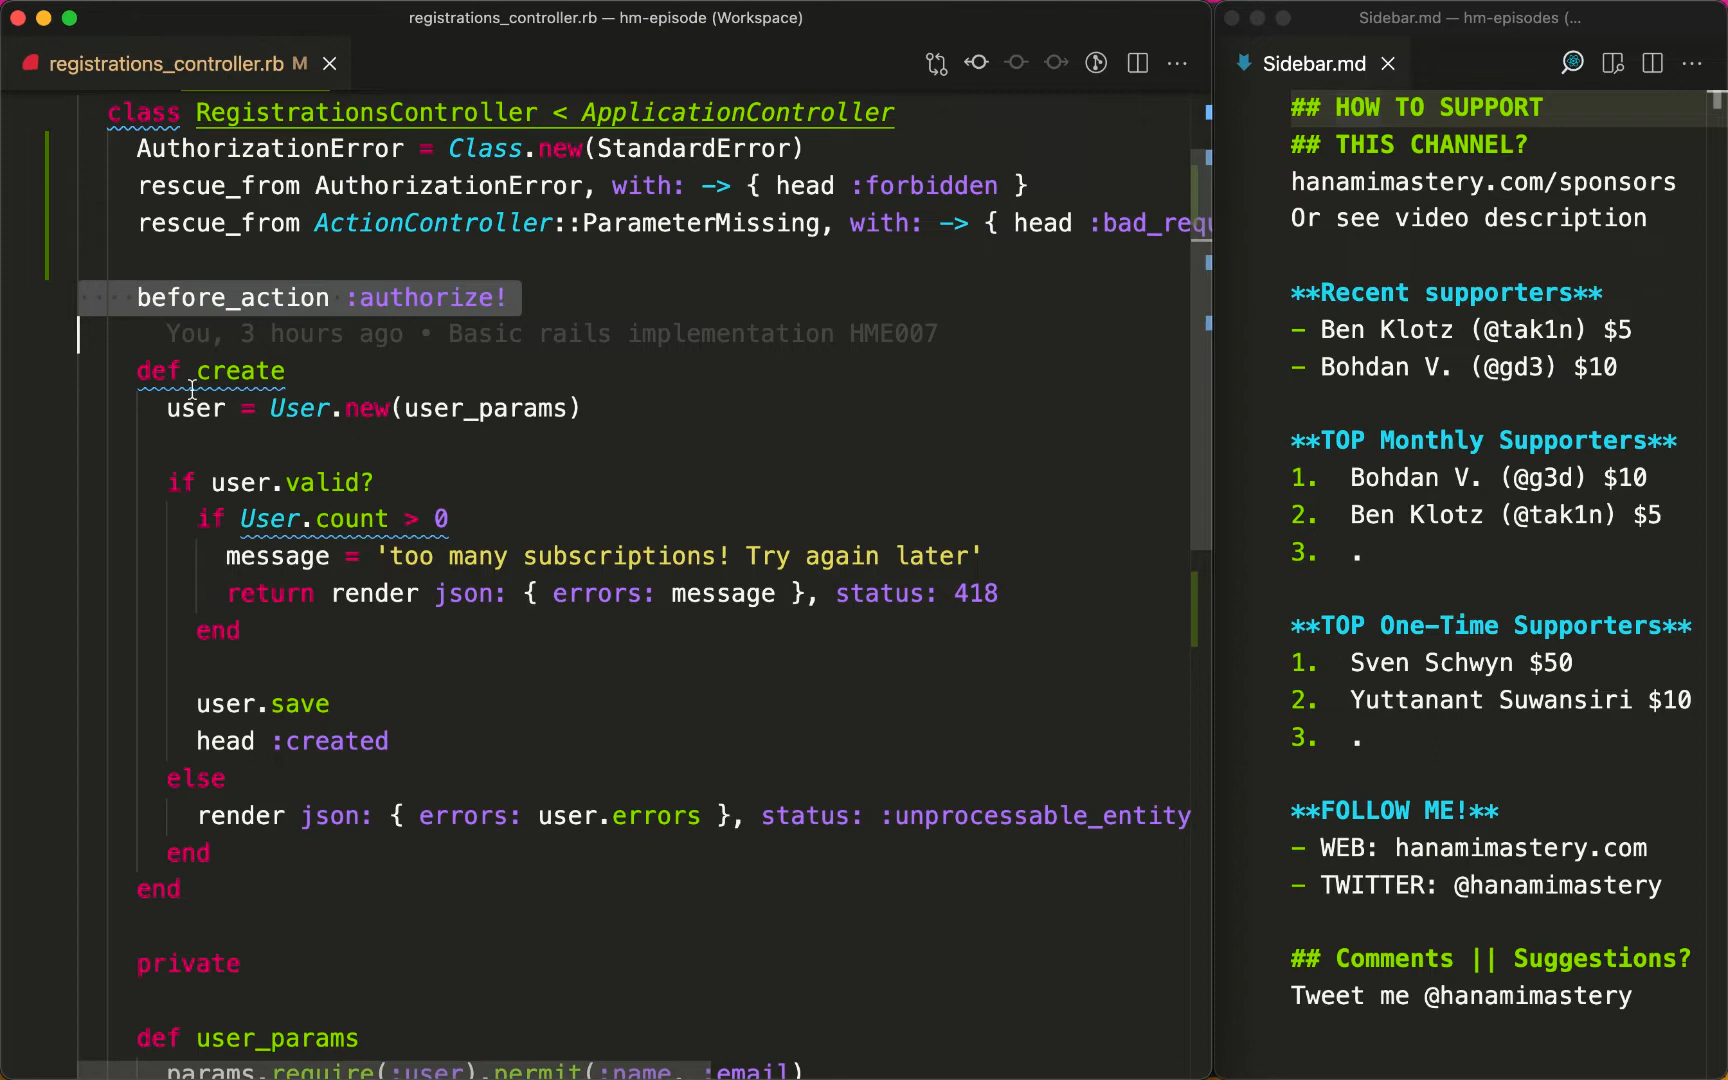 registrations_controller.rb — hm-episode (Workspace)
registrations_controller.rb M
class RegistrationsController < ApplicationController
AuthorizationError = Class.new(StandardError)
rescue_from AuthorizationError, with: -> { head :forbidden }
rescue_from ActionController::ParameterMissing, with: -> { head :bad_requ
before_action :authorize!
You, 3 hours ago • Basic rails implementation HME007
def create
user = User.new(user_params)
if user.valid?
if User.count > 0
message = 'too many subscriptions! Try again later'
return render json: { errors: message }, status: 418
end
user.save
head :created
else
render json: { errors: user.errors }, status: :unprocessable_entity
end
end
private
def user_params
params.require(:user).permit(:name, :email)
Sidebar.md — hm-episodes (...
Sidebar.md
## HOW TO SUPPORT
## THIS CHANNEL?
hanamimastery.com/sponsors
Or see video description
**Recent supporters**
- Ben Klotz (@tak1n) $5
- Bohdan V. (@gd3) $10
**TOP Monthly Supporters**
1. Bohdan V. (@g3d) $10
2. Ben Klotz (@tak1n) $5
3. .
**TOP One-Time Supporters**
1. Sven Schwyn $50
2. Yuttanant Suwansiri $10
3. .
**FOLLOW ME!**
- WEB: hanamimastery.com
- TWITTER: @hanamimastery
## Comments || Suggestions?
Tweet me @hanamimastery